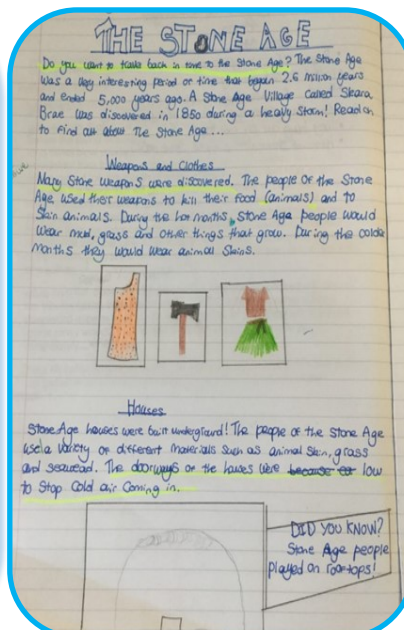 THE STONE AGE
Do you want to take back in time to the Stone Age? The Stone Age
was a very interesting period of time that began 2.6 million years
and ended 5,000 years ago. A Stone Age Village called Skara
Brae was discovered in 1850 during a heavy storm! Read on
to find out about The Stone Age...
Weapons and Clothes
Many Stone weapons were discovered. The people of the Stone
Age used their weapons to kill their food (animals) and to
skin animals. During the hot months, Stone Age people would
wear mud, grass and other things that grow. During the colder
months they would wear animal skins.
Houses
Stone Age houses were built underground! The people of the Stone Age
use a variety of different materials such as animal skin, grass
and seaweed. The doorways of the houses were because low
to stop cold air coming in.
DID YOU KNOW?
Stone Age people
played on rooftops!